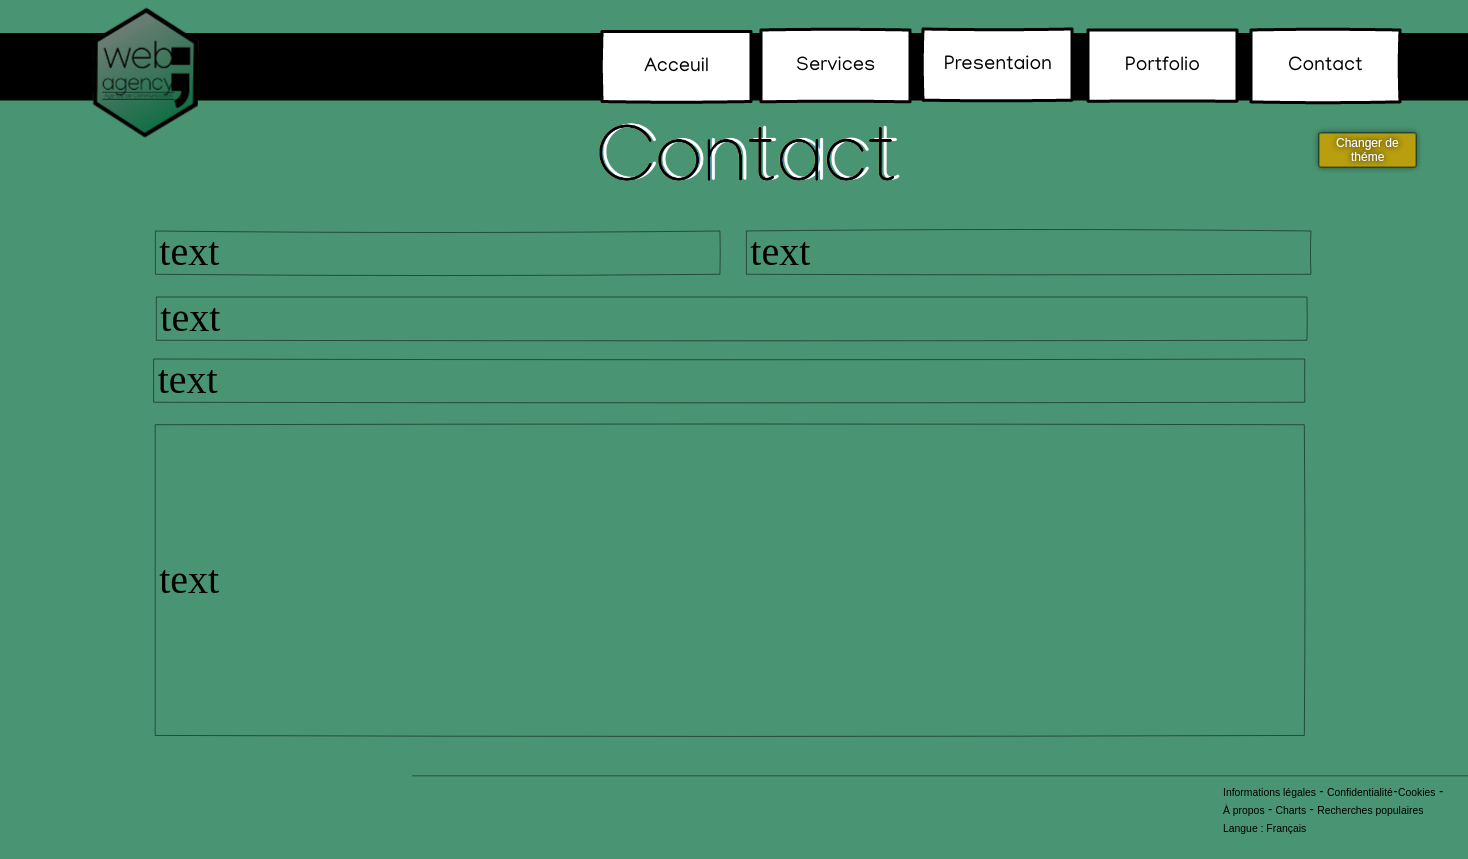 web
agency
Acceuil
Services
Presentaion
Portfolio
Contact
Contact
Changer de
théme
text
text
text
text
text
Informations légales - Confidentialité-Cookies -
À propos - Charts - Recherches populaires
Langue : Français